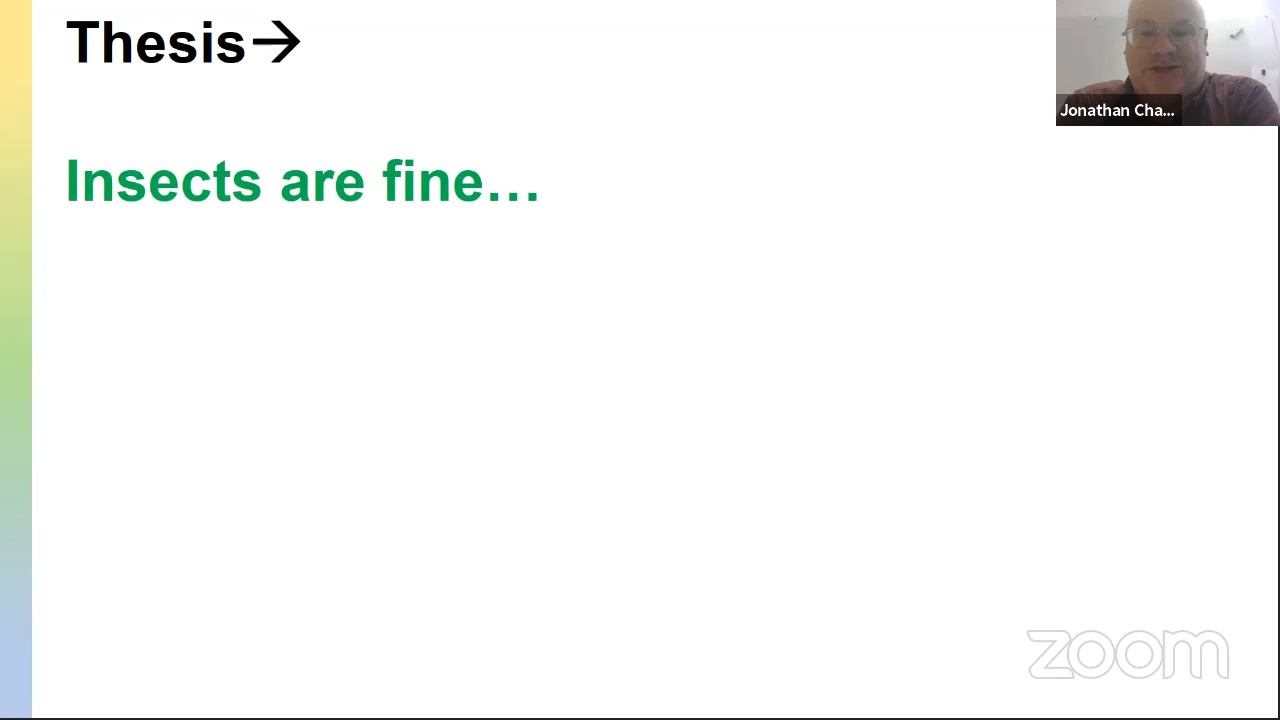 Thesis→
Jonathan Cha...
Insects are fine…
zoom